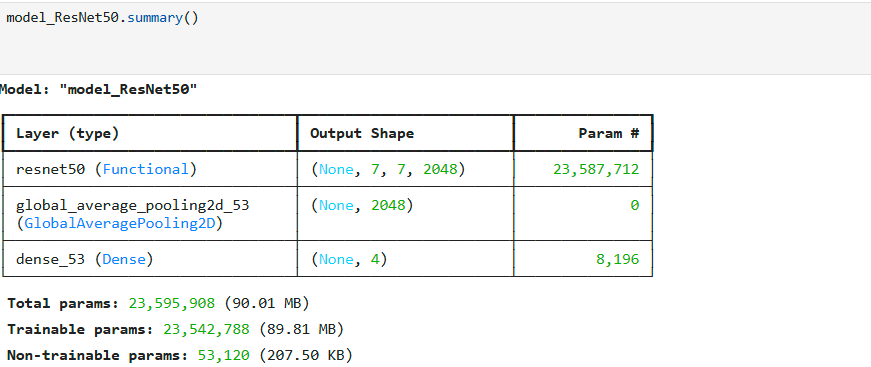 model_ResNet50.summary()
Model: "model_ResNet50"
Layer (type) Output Shape Param #
resnet50 (Functional) (None, 7, 7, 2048) 23,587,712
global_average_pooling2d_53 (None, 2048) 0
(GlobalAveragePooling2D)
dense_53 (Dense) (None, 4) 8,196
Total params: 23,595,908 (90.01 MB)
Trainable params: 23,542,788 (89.81 MB)
Non-trainable params: 53,120 (207.50 KB)